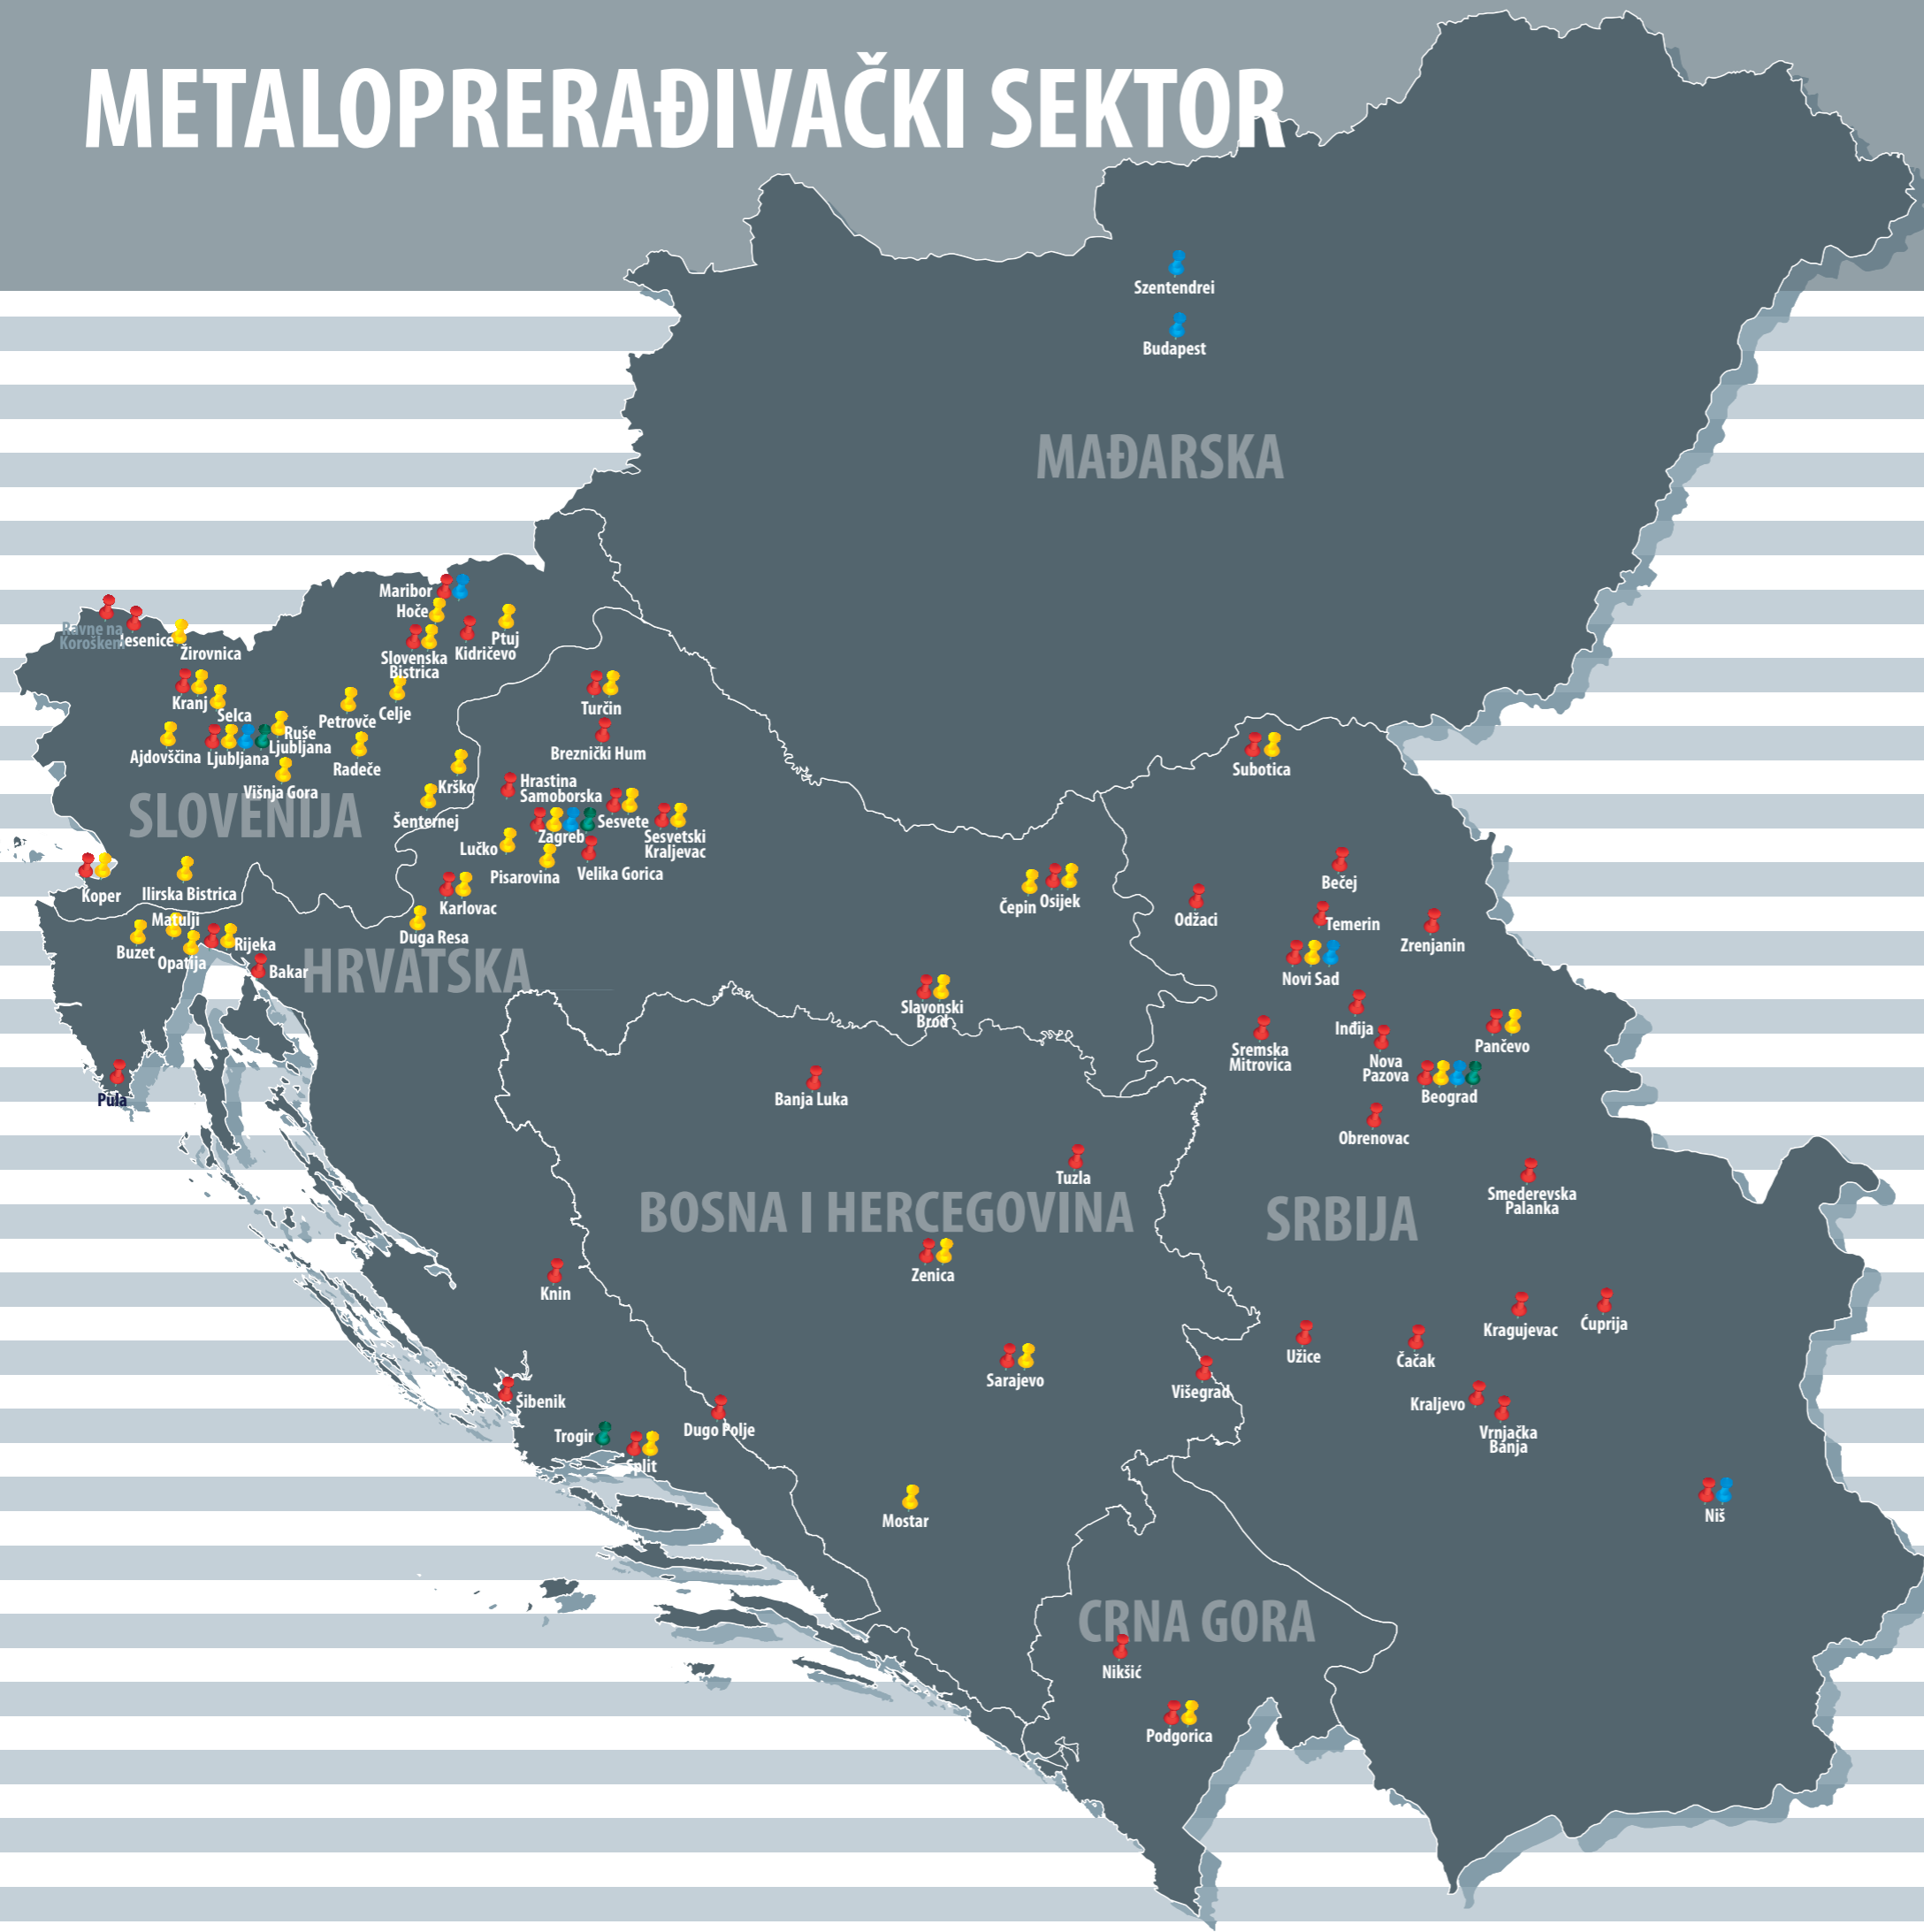 METALOPRERAĐIVAČKI SEKTOR
Szentendrei
Budapest
MAĐARSKA
Maribor
Hoče
Ptuj
Ravne na
Koroškem
Jesenice
Žirovnica
Slovenska
Bistrica
Kidričevo
Kranj
Selca
Petrovče
Celje
Turčin
Ruše
Ljubljana
Ajdovščina
Ljubljana
Radeče
Breznički Hum
Subotica
Višnja Gora
Krško
Hrastina
Samoborska
SLOVENIJA
Šenternej
Zagreb
Sesvete
Sesvetski
Kraljevac
Lučko
Pisarovina
Velika Gorica
Koper
Ilirska Bistrica
Karlovac
Čepin
Osijek
Bečej
Matulji
Odžaci
Temerin
Buzet
Opatija
Rijeka
Duga Resa
Zrenjanin
Bakar
HRVATSKA
Novi Sad
Slavonski
Brod
Inđija
Sremska
Mitrovica
Pančevo
Nova
Pazova
Pula
Banja Luka
Beograd
Obrenovac
Tuzla
Smederevska
Palanka
BOSNA I HERCEGOVINA
SRBIJA
Zenica
Knin
Kragujevac
Ćuprija
Užice
Čačak
Sarajevo
Višegrad
Šibenik
Kraljevo
Trogir
Dugo Polje
Vrnjačka
Banja
Split
Mostar
Niš
CRNA GORA
Nikšić
Podgorica